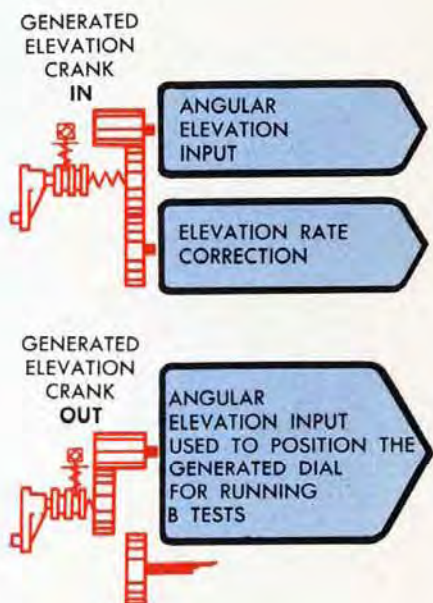 GENERATED
ELEVATION
CRANK
IN
ANGULAR
ELEVATION
INPUT
ELEVATION RATE
CORRECTION
GENERATED
ELEVATION
CRANK
OUT
ANGULAR
ELEVATION INPUT
USED TO POSITION THE
GENERATED DIAL
FOR RUNNING
B TESTS